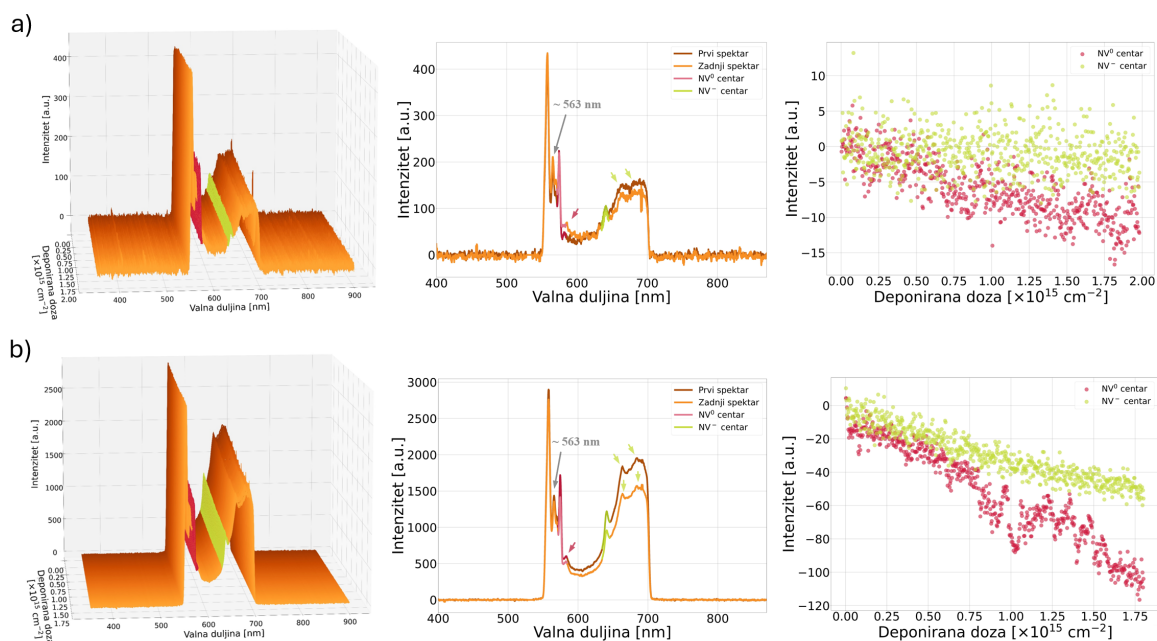 a)
400
300
200
100
0
Intenzitet [a.u.]
0.00
0.25
0.50
0.75
1.00
1.25
1.50
1.75
2.00
Deponirana doza
[×10¹⁵ cm⁻²]
400
500
600
700
800
900
Valna duljina [nm]
400
300
200
100
0
Intenzitet [a.u.]
~ 563 nm
Prvi spektar
Zadnji spektar
NV⁰ centar
NV⁻ centar
400
500
600
700
800
Valna duljina [nm]
10
5
0
−5
−10
−15
Intenzitet [a.u.]
NV⁰ centar
NV⁻ centar
0.00
0.25
0.50
0.75
1.00
1.25
1.50
1.75
2.00
Deponirana doza [×10¹⁵ cm⁻²]
b)
2500
2000
1500
1000
500
0
Intenzitet [a.u.]
0.00
0.25
0.50
0.75
1.00
1.25
1.50
1.75
Deponirana doza
[×10¹⁵ cm⁻²]
400
500
600
700
800
900
Valna duljina [nm]
3000
2500
2000
1500
1000
500
0
Intenzitet [a.u.]
~ 563 nm
Prvi spektar
Zadnji spektar
NV⁰ centar
NV⁻ centar
400
500
600
700
800
Valna duljina [nm]
0
−20
−40
−60
−80
−100
−120
Intenzitet [a.u.]
NV⁰ centar
NV⁻ centar
0.00
0.25
0.50
0.75
1.00
1.25
1.50
1.75
Deponirana doza [×10¹⁵ cm⁻²]